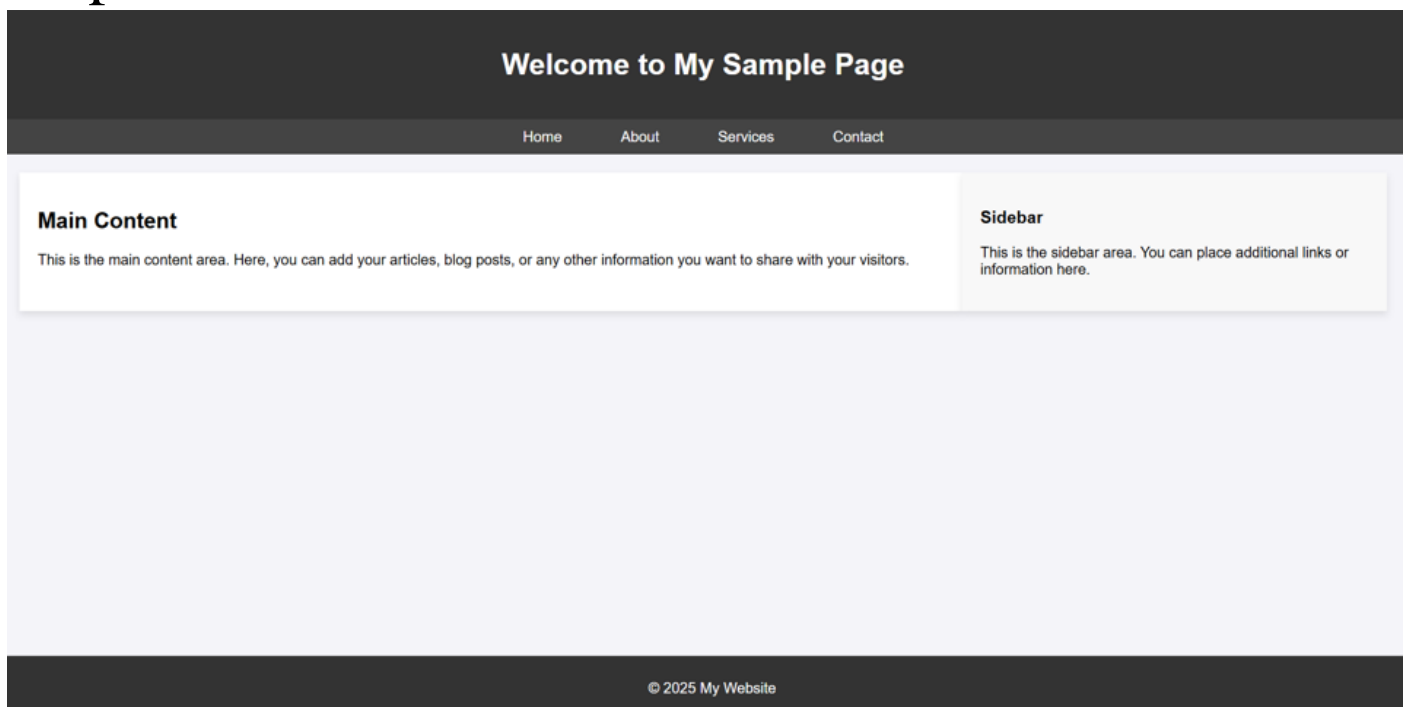 Welcome to My Sample Page
Home About Services Contact
Main Content
This is the main content area. Here, you can add your articles, blog posts, or any other information you want to share with your visitors.
Sidebar
This is the sidebar area. You can place additional links or
information here.
© 2025 My Website